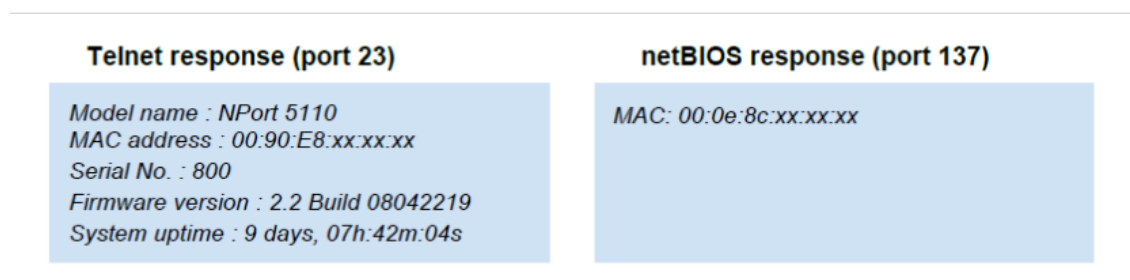 Telnet response (port 23)
Model name : NPort 5110
MAC address : 00:90:E8:xx:xx:xx
Serial No. : 800
Firmware version : 2.2 Build 08042219
System uptime : 9 days, 07h:42m:04s
netBIOS response (port 137)
MAC: 00:0e:8c:xx:xx:xx